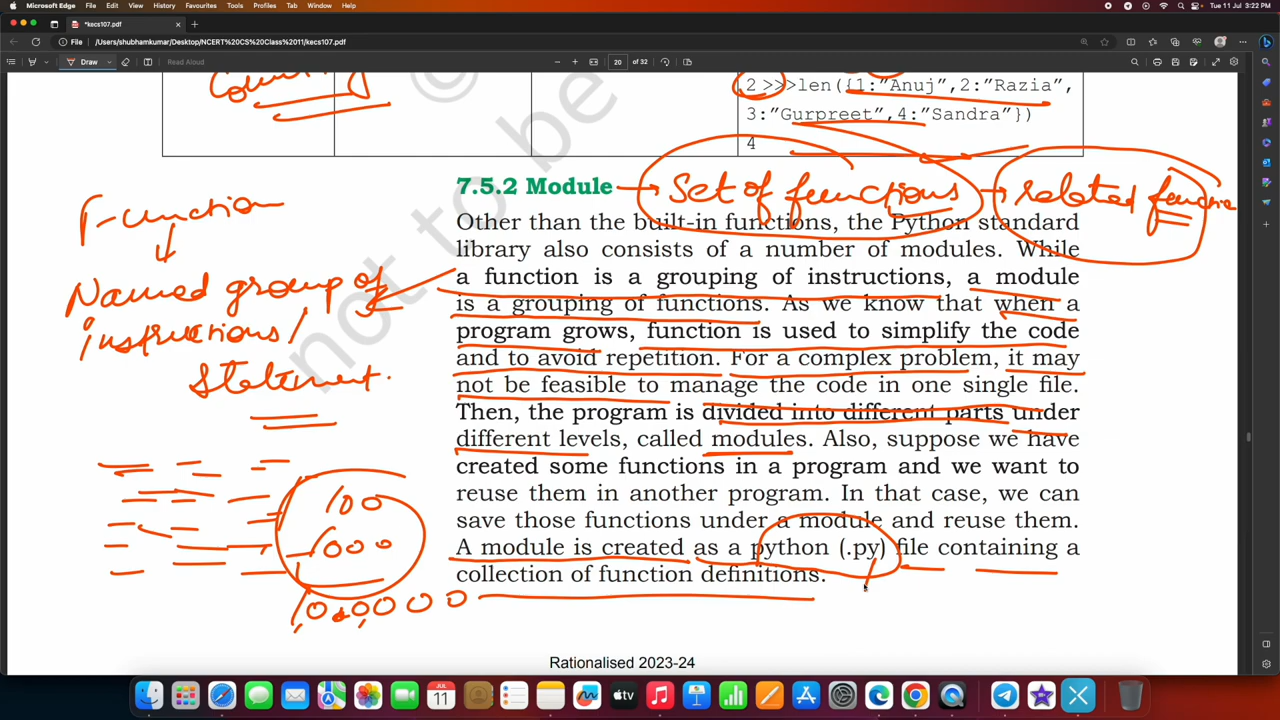 Microsoft Edge File Edit View History Favourites Tools Profiles Tab Window Help Tue 11 Jul 3:22 PM
*kecs107.pdf
File /Users/shubhamkumar/Desktop/NCERT%20CS%20Class%2011/kecs107.pdf
Draw Read Aloud 20 of 32
2 >>>len({1:"Anuj",2:"Razia",
3:"Gurpreet",4:"Sandra"})
4
© not to be
7.5.2 Module → Set of functions → related function
Other than the built-in functions, the Python standard
library also consists of a number of modules. While
a function is a grouping of instructions, a module
is a grouping of functions. As we know that when a
program grows, function is used to simplify the code
and to avoid repetition. For a complex problem, it may
not be feasible to manage the code in one single file.
Then, the program is divided into different parts under
different levels, called modules. Also, suppose we have
created some functions in a program and we want to
reuse them in another program. In that case, we can
save those functions under a module and reuse them.
A module is created as a python (.py) file containing a
collection of function definitions.
Function
Named group of
instructions/
Statement.
100
1000
10,0000
Rationalised 2023-24
JUL
11
tv